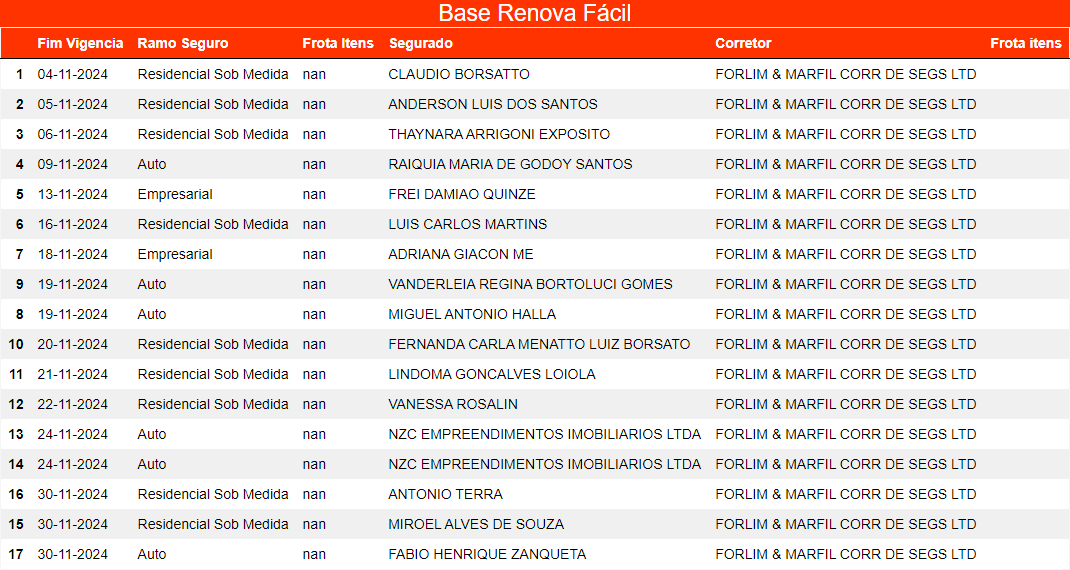 Base Renova Fácil
Fim Vigencia Ramo Seguro Frota Itens Segurado Corretor Frota itens
1 04-11-2024 Residencial Sob Medida nan CLAUDIO BORSATTO FORLIM & MARFIL CORR DE SEGS LTD
2 05-11-2024 Residencial Sob Medida nan ANDERSON LUIS DOS SANTOS FORLIM & MARFIL CORR DE SEGS LTD
3 06-11-2024 Residencial Sob Medida nan THAYNARA ARRIGONI EXPOSITO FORLIM & MARFIL CORR DE SEGS LTD
4 09-11-2024 Auto nan RAIQUIA MARIA DE GODOY SANTOS FORLIM & MARFIL CORR DE SEGS LTD
5 13-11-2024 Empresarial nan FREI DAMIAO QUINZE FORLIM & MARFIL CORR DE SEGS LTD
6 16-11-2024 Residencial Sob Medida nan LUIS CARLOS MARTINS FORLIM & MARFIL CORR DE SEGS LTD
7 18-11-2024 Empresarial nan ADRIANA GIACON ME FORLIM & MARFIL CORR DE SEGS LTD
9 19-11-2024 Auto nan VANDERLEIA REGINA BORTOLUCI GOMES FORLIM & MARFIL CORR DE SEGS LTD
8 19-11-2024 Auto nan MIGUEL ANTONIO HALLA FORLIM & MARFIL CORR DE SEGS LTD
10 20-11-2024 Residencial Sob Medida nan FERNANDA CARLA MENATTO LUIZ BORSATO FORLIM & MARFIL CORR DE SEGS LTD
11 21-11-2024 Residencial Sob Medida nan LINDOMA GONCALVES LOIOLA FORLIM & MARFIL CORR DE SEGS LTD
12 22-11-2024 Residencial Sob Medida nan VANESSA ROSALIN FORLIM & MARFIL CORR DE SEGS LTD
13 24-11-2024 Auto nan NZC EMPREENDIMENTOS IMOBILIARIOS LTDA FORLIM & MARFIL CORR DE SEGS LTD
14 24-11-2024 Auto nan NZC EMPREENDIMENTOS IMOBILIARIOS LTDA FORLIM & MARFIL CORR DE SEGS LTD
16 30-11-2024 Residencial Sob Medida nan ANTONIO TERRA FORLIM & MARFIL CORR DE SEGS LTD
15 30-11-2024 Residencial Sob Medida nan MIROEL ALVES DE SOUZA FORLIM & MARFIL CORR DE SEGS LTD
17 30-11-2024 Auto nan FABIO HENRIQUE ZANQUETA FORLIM & MARFIL CORR DE SEGS LTD